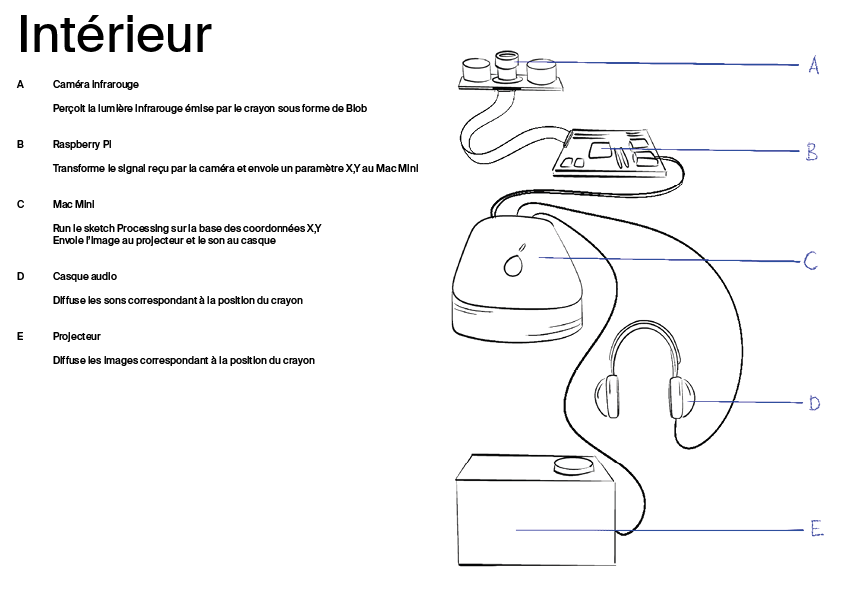 Intérieur
A Caméra Infrarouge
Perçoit la lumière infrarouge émise par le crayon sous forme de Blob
B Raspberry Pi
Transforme le signal reçu par la caméra et envoie un paramètre X,Y au Mac Mini
C Mac Mini
Run le sketch Processing sur la base des coordonnées X,Y
Envoie l'image au projecteur et le son au casque
D Casque audio
Diffuse les sons correspondant à la position du crayon
E Projecteur
Diffuse les images correspondant à la position du crayon
A
B
C
D
E